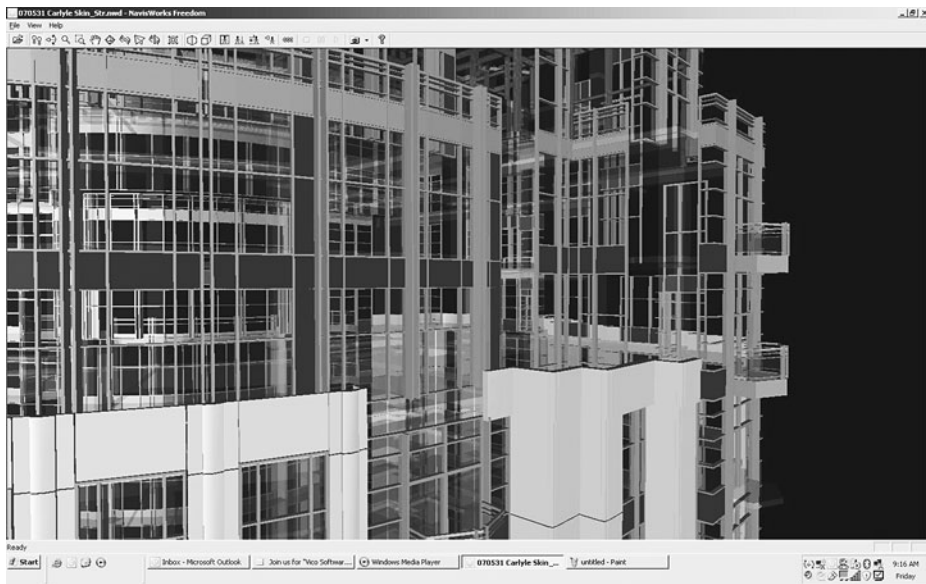 070531 Carlyle Skin_Str.nwd - NavisWorks Freedom
File View Help
Ready
Start Inbox - Microsoft Outlook Join us for "Vico Softwar... Windows Media Player 070531 Carlyle Skin_... untitled - Paint 9:16 AM
Friday